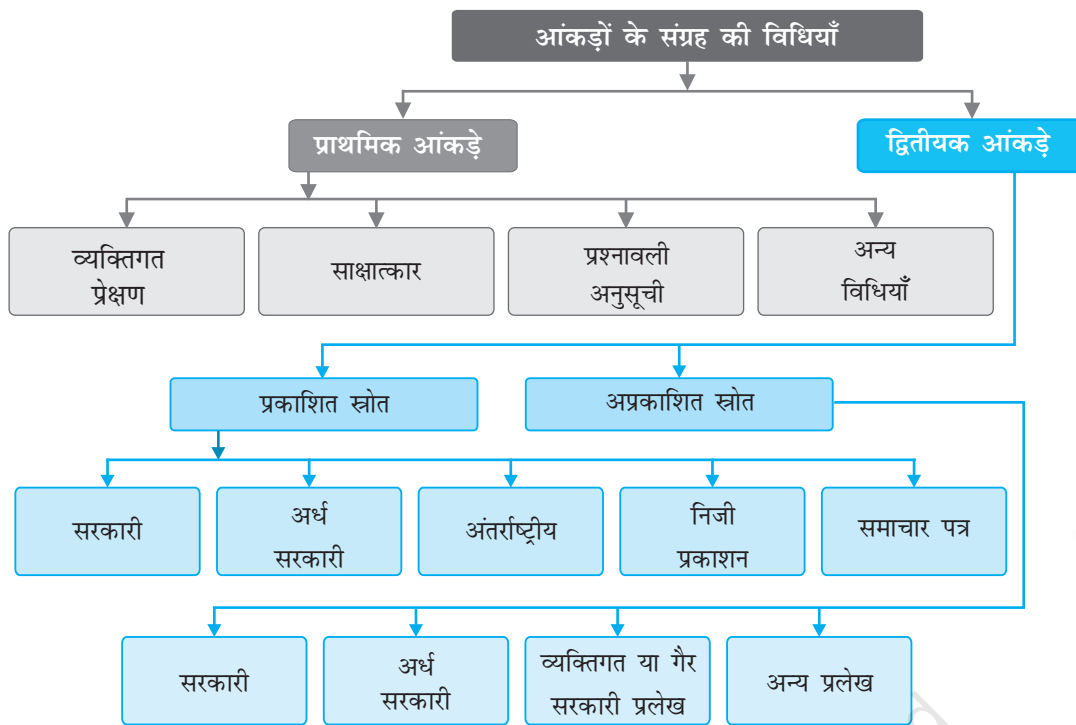 आंकड़ों के संग्रह की विधियाँ
प्राथमिक आंकड़े
द्वितीयक आंकड़े
व्यक्तिगत
प्रेक्षण
साक्षात्कार
प्रश्नावली
अनुसूची
अन्य
विधियाँ
प्रकाशित स्रोत
अप्रकाशित स्रोत
सरकारी
अर्ध
सरकारी
अंतर्राष्ट्रीय
निजी
प्रकाशन
समाचार पत्र
सरकारी
अर्ध
सरकारी
व्यक्तिगत या गैर
सरकारी प्रलेख
अन्य प्रलेख